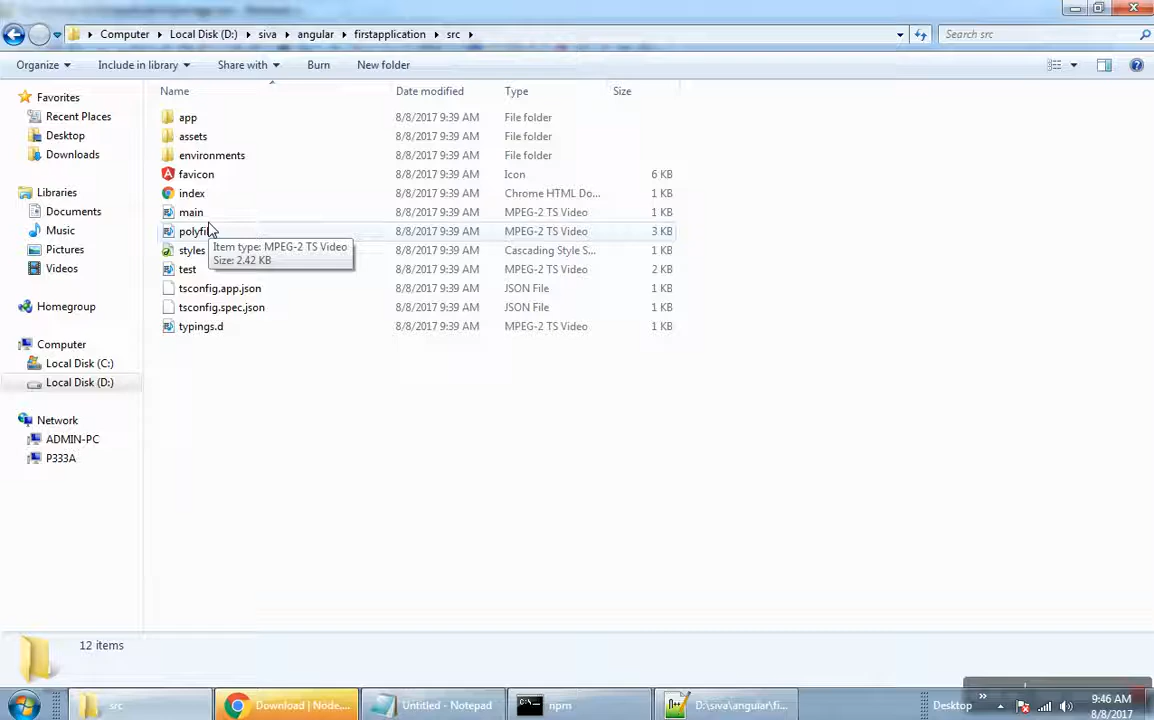 Computer Local Disk (D:) siva angular firstapplication src Search src
Organize Include in library Share with Burn New folder
Name Date modified Type Size
Favorites
Recent Places
Desktop
Downloads
Libraries
Documents
Music
Pictures
Videos
Homegroup
Computer
Local Disk (C:)
Local Disk (D:)
Network
ADMIN-PC
P333A
app 8/8/2017 9:39 AM File folder
assets 8/8/2017 9:39 AM File folder
environments 8/8/2017 9:39 AM File folder
favicon 8/8/2017 9:39 AM Icon 6 KB
index 8/8/2017 9:39 AM Chrome HTML Do... 1 KB
main 8/8/2017 9:39 AM MPEG-2 TS Video 1 KB
polyfil 8/8/2017 9:39 AM MPEG-2 TS Video 3 KB
styles 8/8/2017 9:39 AM Cascading Style S... 1 KB
test 8/8/2017 9:39 AM MPEG-2 TS Video 2 KB
tsconfig.app.json 8/8/2017 9:39 AM JSON File 1 KB
tsconfig.spec.json 8/8/2017 9:39 AM JSON File 1 KB
typings.d 8/8/2017 9:39 AM MPEG-2 TS Video 1 KB
Item type: MPEG-2 TS Video
Size: 2.42 KB
12 items
src Download | Node,... Untitled - Notepad npm D:\siva\angular\fi... Desktop 9:46 AM
8/8/2017